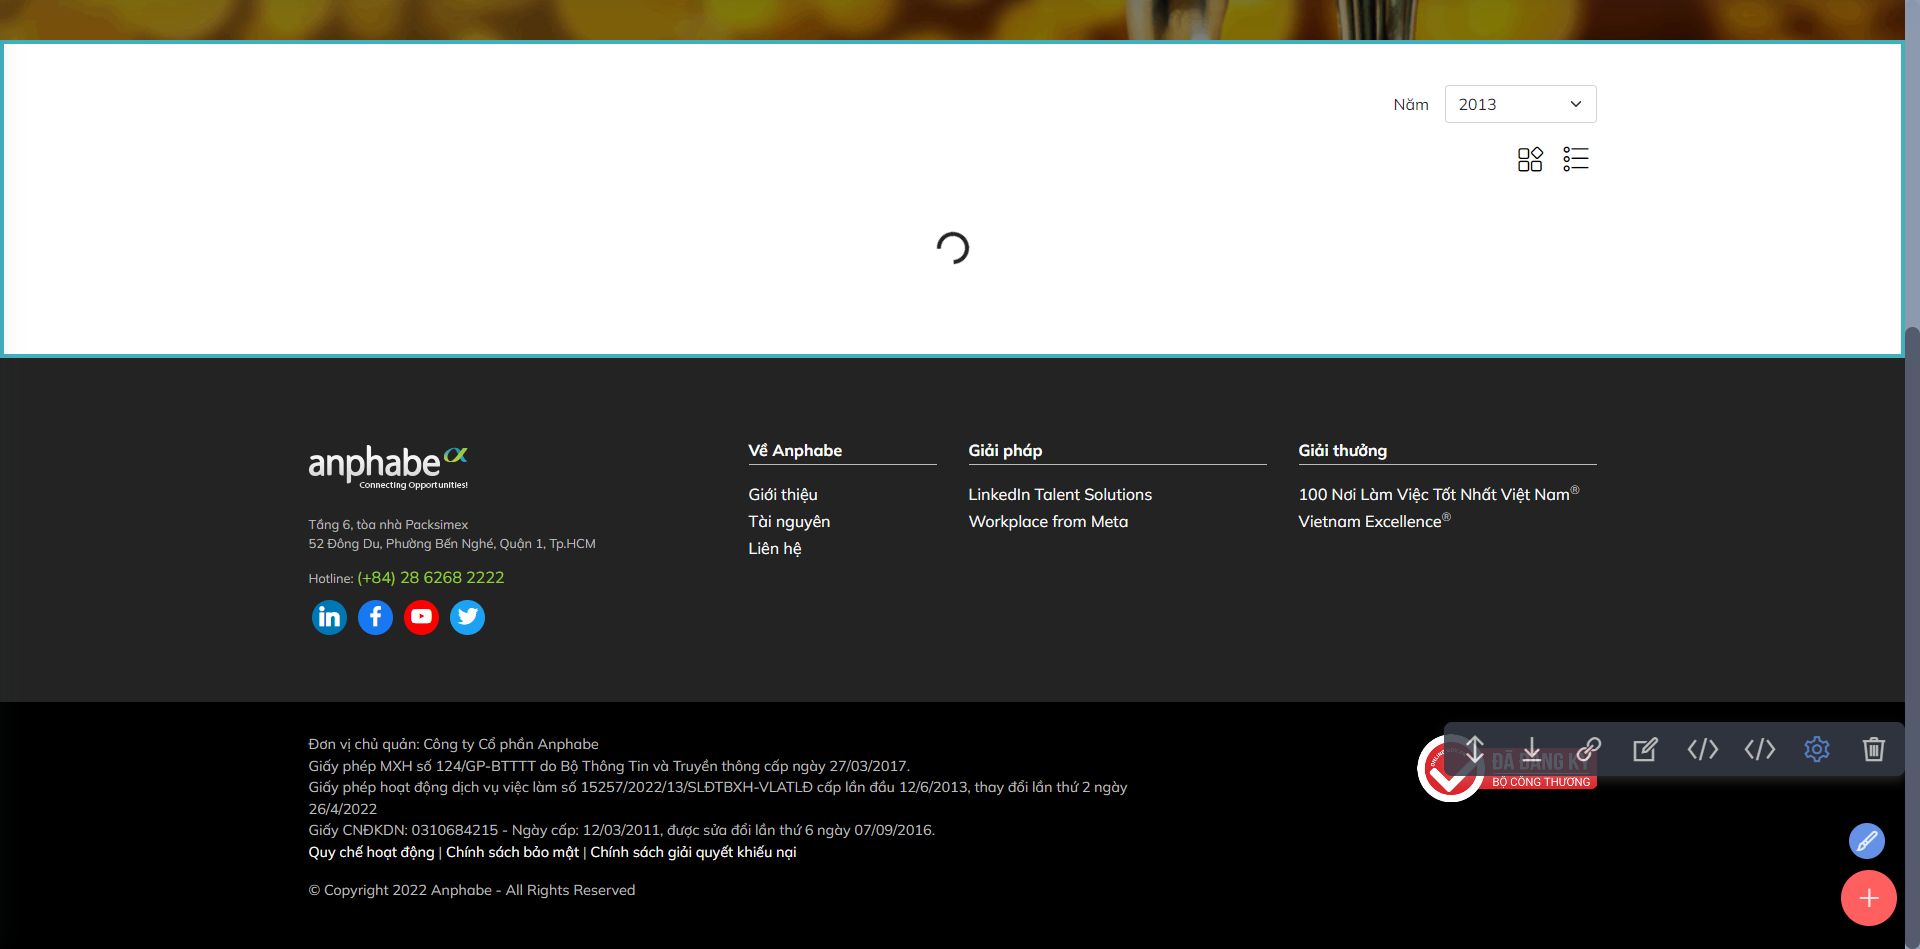 Năm
2013
anphabe
Connecting Opportunities!
Tầng 6, tòa nhà Packsimex
52 Đông Du, Phường Bến Nghé, Quận 1, Tp.HCM
Hotline: (+84) 28 6268 2222
Về Anphabe
Giới thiệu
Tài nguyên
Liên hệ
Giải pháp
LinkedIn Talent Solutions
Workplace from Meta
Giải thưởng
100 Nơi Làm Việc Tốt Nhất Việt Nam®
Vietnam Excellence®
Đơn vị chủ quản: Công ty Cổ phần Anphabe
Giấy phép MXH số 124/GP-BTTTT do Bộ Thông Tin và Truyền thông cấp ngày 27/03/2017.
Giấy phép hoạt động dịch vụ việc làm số 15257/2022/13/SLĐTBXH-VLATLĐ cấp lần đầu 12/6/2013, thay đổi lần thứ 2 ngày
26/4/2022
Giấy CNĐKDN: 0310684215 - Ngày cấp: 12/03/2011, được sửa đổi lần thứ 6 ngày 07/09/2016.
Quy chế hoạt động | Chính sách bảo mật | Chính sách giải quyết khiếu nại
© Copyright 2022 Anphabe - All Rights Reserved
ĐÃ ĐĂNG KÝ
BỘ CÔNG THƯƠNG